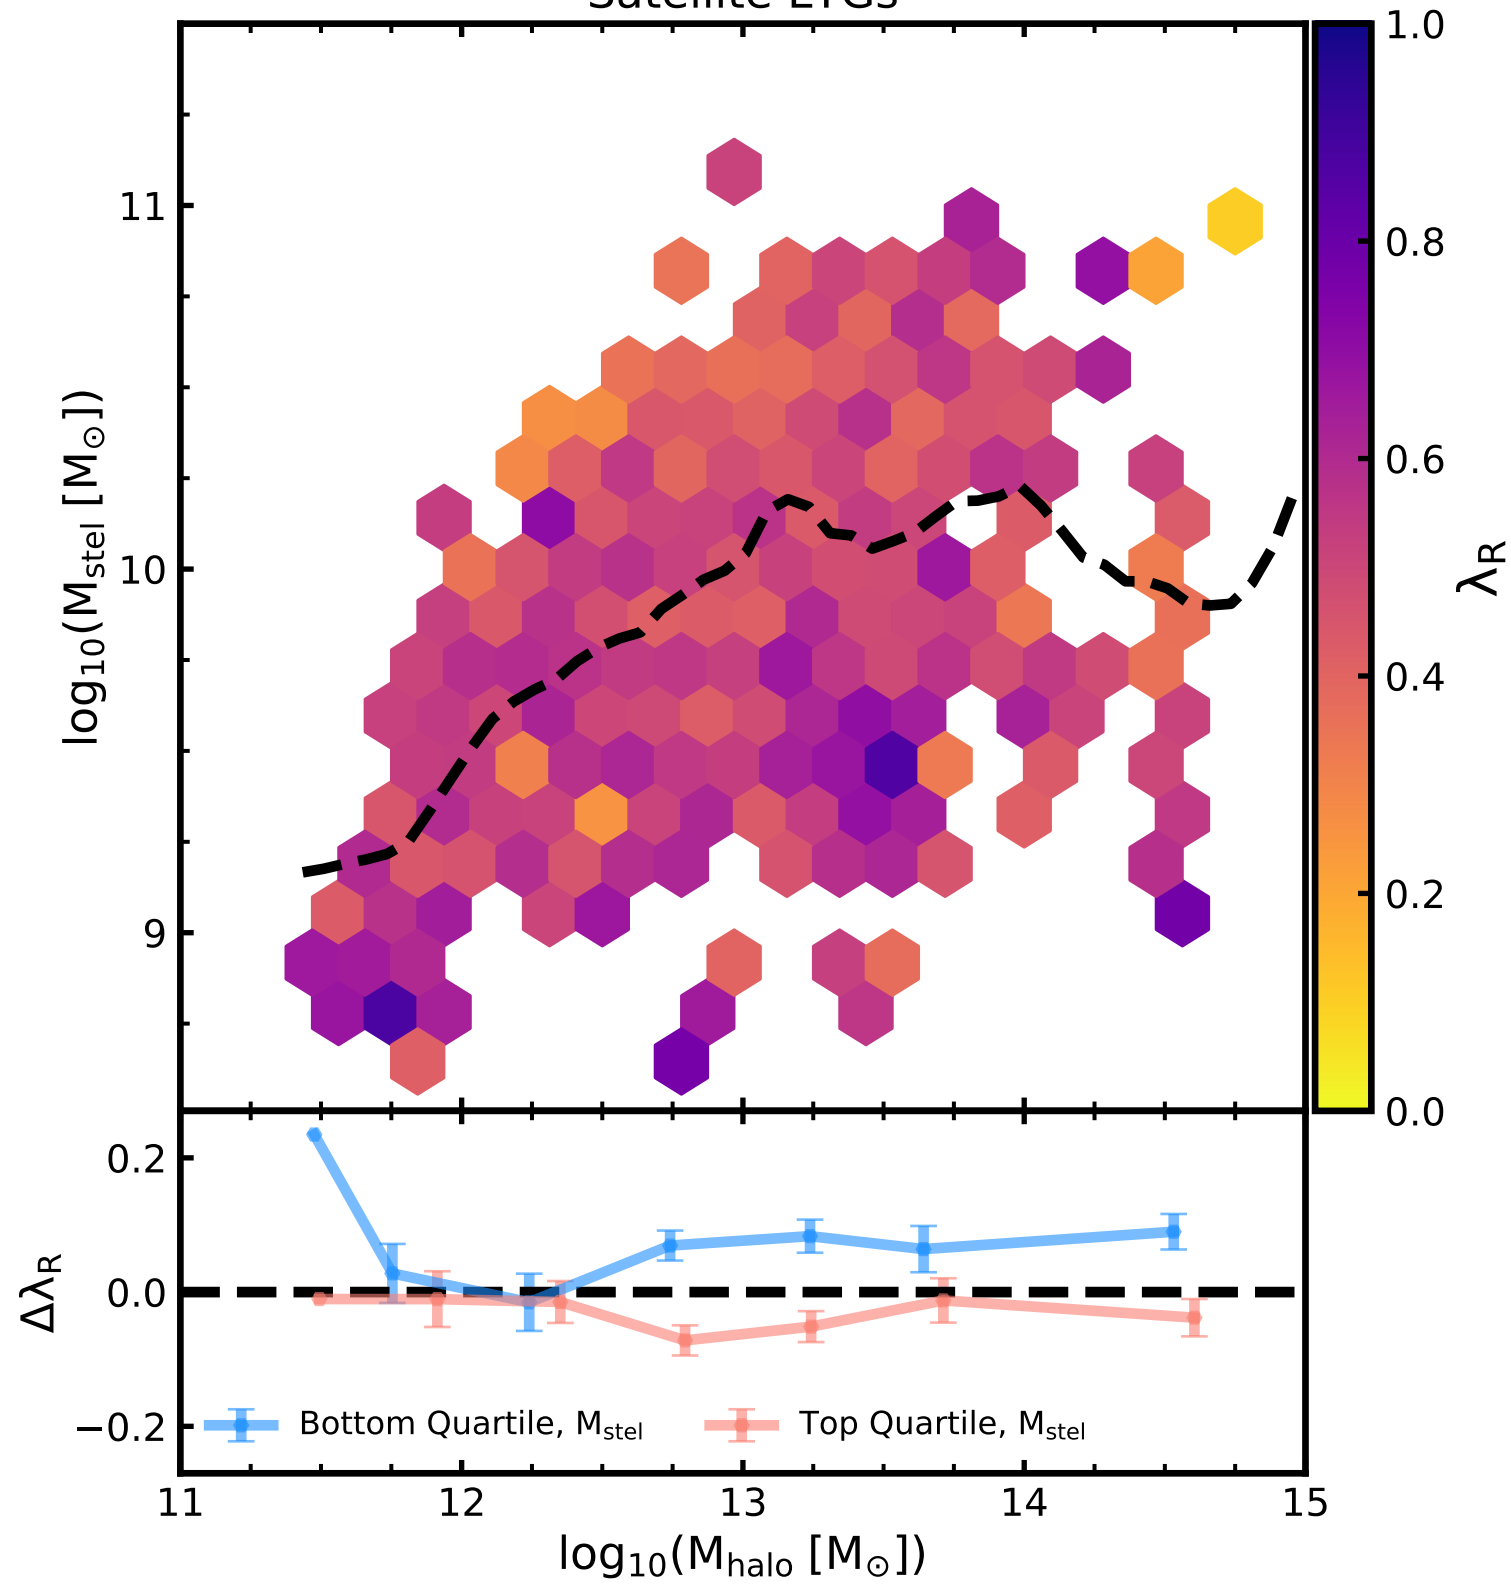 Satellite ETGs
1.0
0.8
0.6
0.4
0.2
0.0
λR
11
10
9
log10(Mstel [M⊙])
0.2
0.0
−0.2
ΔλR
Bottom Quartile, Mstel
Top Quartile, Mstel
11 12 13 14 15
log10(Mhalo [M⊙])